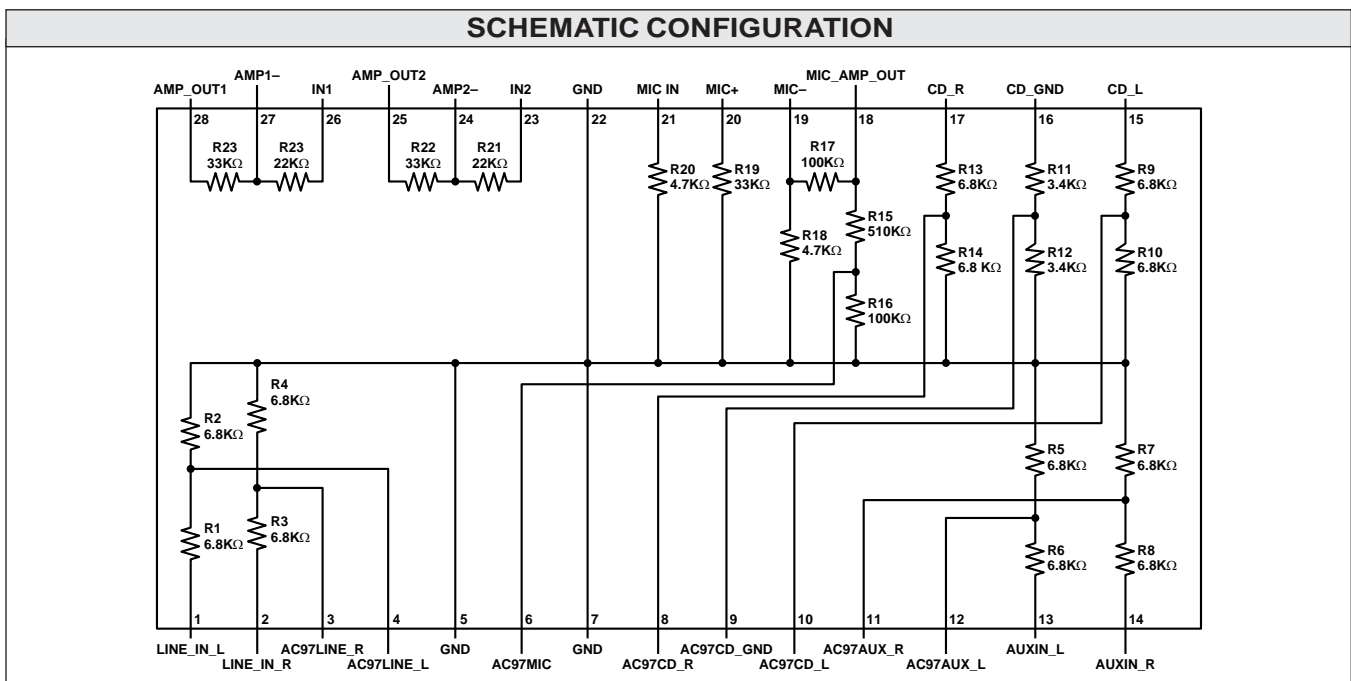 SCHEMATIC CONFIGURATION
AMP_OUT1
AMP1–
IN1
AMP_OUT2
AMP2–
IN2
GND
MIC IN
MIC+
MIC–
MIC_AMP_OUT
CD_R
CD_GND
CD_L
28
27
26
25
24
23
22
21
20
19
18
17
16
15
R23
33KΩ
R23
22KΩ
R22
33KΩ
R21
22KΩ
R20
4.7KΩ
R19
33KΩ
R17
100KΩ
R18
4.7KΩ
R15
510KΩ
R16
100KΩ
R13
6.8KΩ
R14
6.8 KΩ
R11
3.4KΩ
R12
3.4KΩ
R9
6.8KΩ
R10
6.8KΩ
R2
6.8KΩ
R4
6.8KΩ
R1
6.8KΩ
R3
6.8KΩ
R5
6.8KΩ
R7
6.8KΩ
R6
6.8KΩ
R8
6.8KΩ
1
2
3
4
5
6
7
8
9
10
11
12
13
14
LINE_IN_L
LINE_IN_R
AC97LINE_R
AC97LINE_L
GND
AC97MIC
GND
AC97CD_R
AC97CD_GND
AC97CD_L
AC97AUX_R
AC97AUX_L
AUXIN_L
AUXIN_R